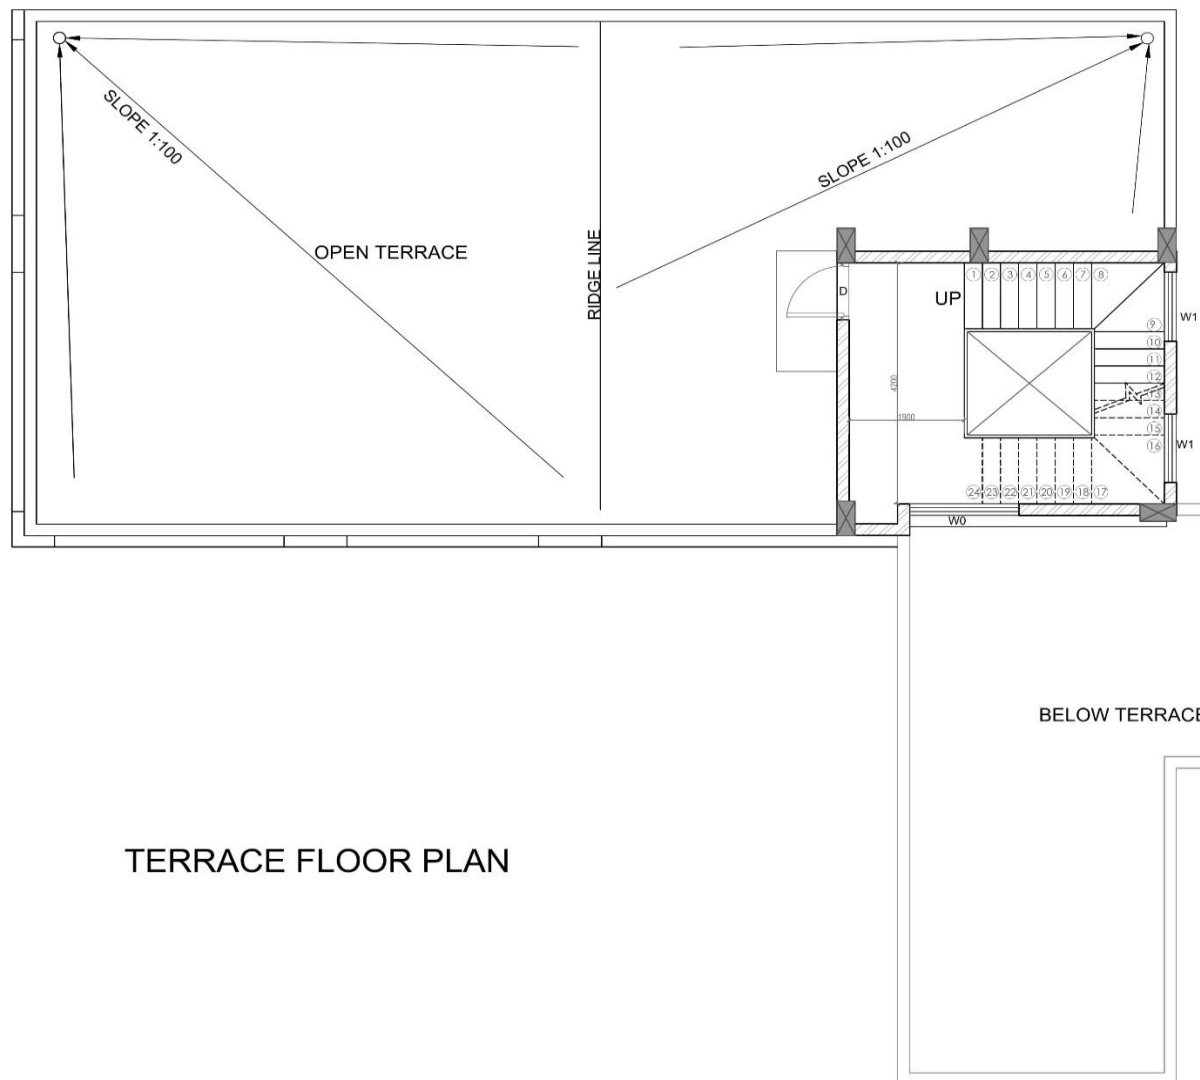 SLOPE 1:100
SLOPE 1:100
OPEN TERRACE
RIDGE LINE
UP
1 2 3 4 5 6 7 8
D
W1
9
10
11
12
13
14
15
16
4200
1900
W1
24 23 22 21 20 19 18 17
W0
BELOW TERRACE
TERRACE FLOOR PLAN